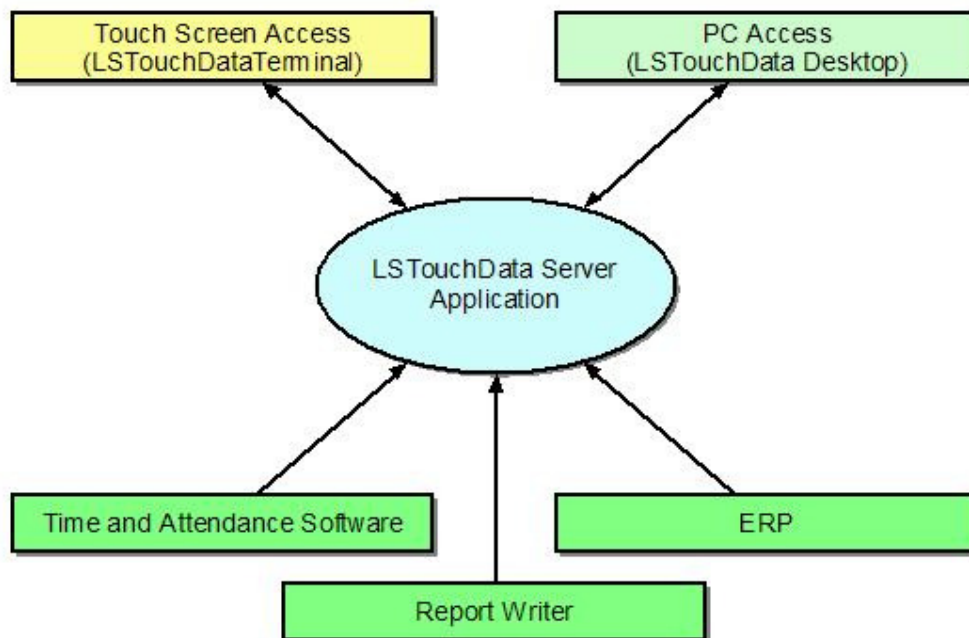 Touch Screen Access
(LSTouchDataTerminal)
PC Access
(LSTouchData Desktop)
LSTouchData Server
Application
Time and Attendance Software
ERP
Report Writer